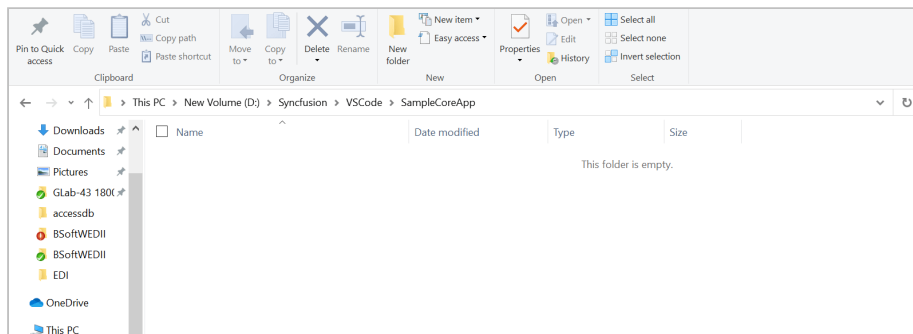 Pin to Quick access
Copy
Paste
Cut
Copy path
Paste shortcut
Clipboard
Move to
Copy to
Delete
Rename
Organize
New folder
New item
Easy access
New
Properties
Open
Edit
History
Open
Select all
Select none
Invert selection
Select
This PC > New Volume (D:) > Syncfusion > VSCode > SampleCoreApp
Name
Date modified
Type
Size
This folder is empty.
Downloads
Documents
Pictures
GLab-43 180
accessdb
BSoftWEDII
BSoftWEDII
EDI
OneDrive
This PC